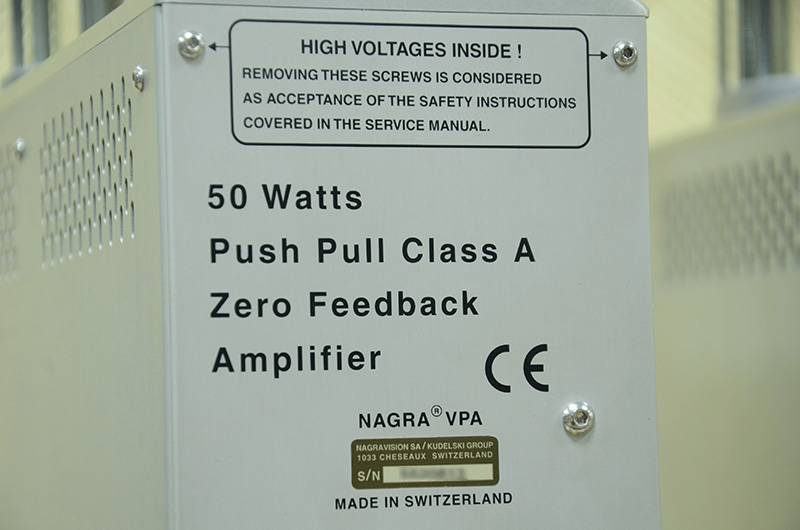 HIGH VOLTAGES INSIDE !
REMOVING THESE SCREWS IS CONSIDERED
AS ACCEPTANCE OF THE SAFETY INSTRUCTIONS
COVERED IN THE SERVICE MANUAL.
50 Watts
Push Pull Class A
Zero Feedback
Amplifier
CE
NAGRA® VPA
NAGRAVISION SA / KUDELSKI GROUP
1033 CHESEAUX SWITZERLAND
S/N
MADE IN SWITZERLAND